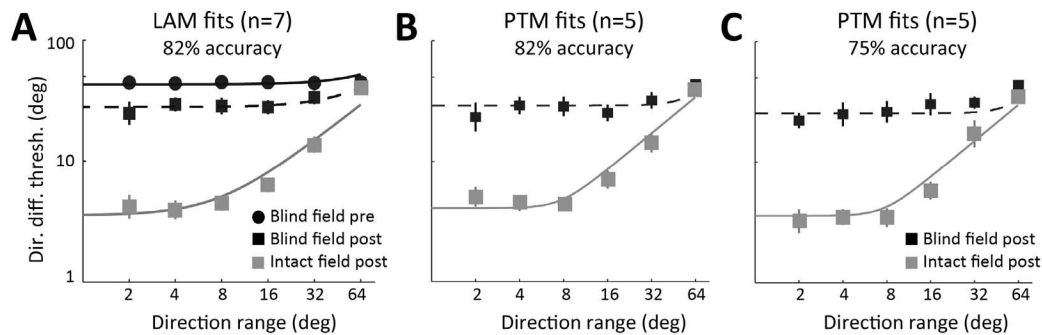 A
LAM fits (n=7)
82% accuracy
Dir. diff. thresh. (deg)
100
10
1
Blind field pre
Blind field post
Intact field post
2 4 8 16 32 64
Direction range (deg)
B
PTM fits (n=5)
82% accuracy
2 4 8 16 32 64
Direction range (deg)
C
PTM fits (n=5)
75% accuracy
Blind field post
Intact field post
2 4 8 16 32 64
Direction range (deg)